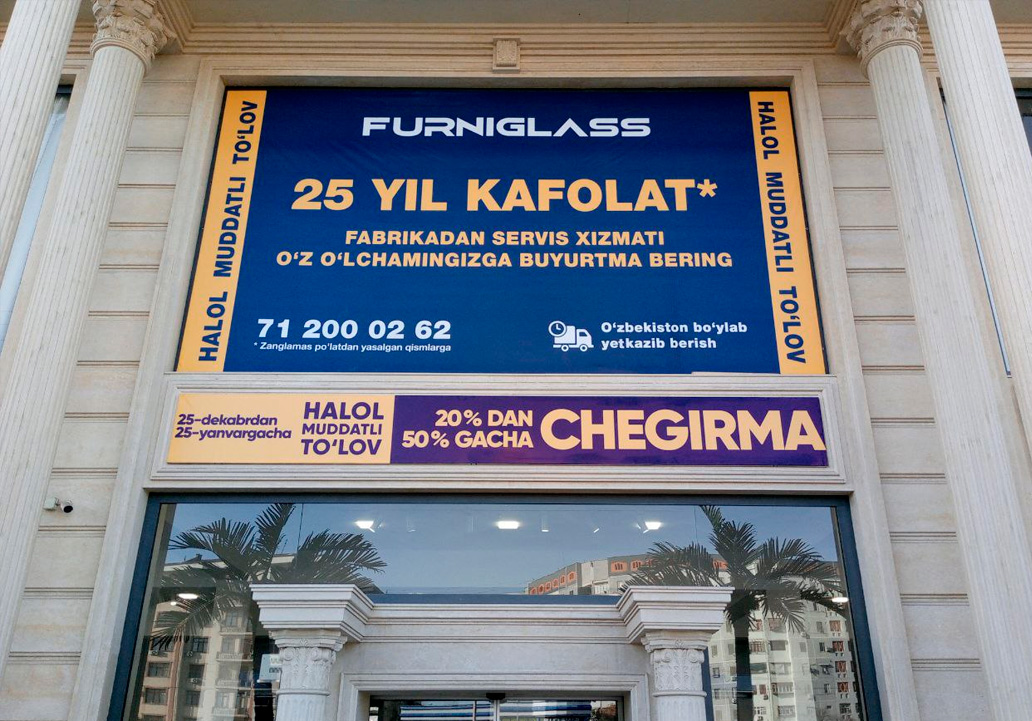 FURNIGLASS
25 YIL KAFOLAT*
FABRIKADAN SERVIS XIZMATI
O‘Z O‘LCHAMINGIZGA BUYURTMA BERING
71 200 02 62
* Zanglamas po'latdan yasalgan qismlarga
O‘zbekiston bo‘ylab
yetkazib berish
HALOL MUDDATLI TO‘LOV
HALOL MUDDATLI TO‘LOV
25-dekabrdan
25-yanvargacha
HALOL
MUDDATLI
TO‘LOV
20% DAN
50% GACHA
CHEGIRMA